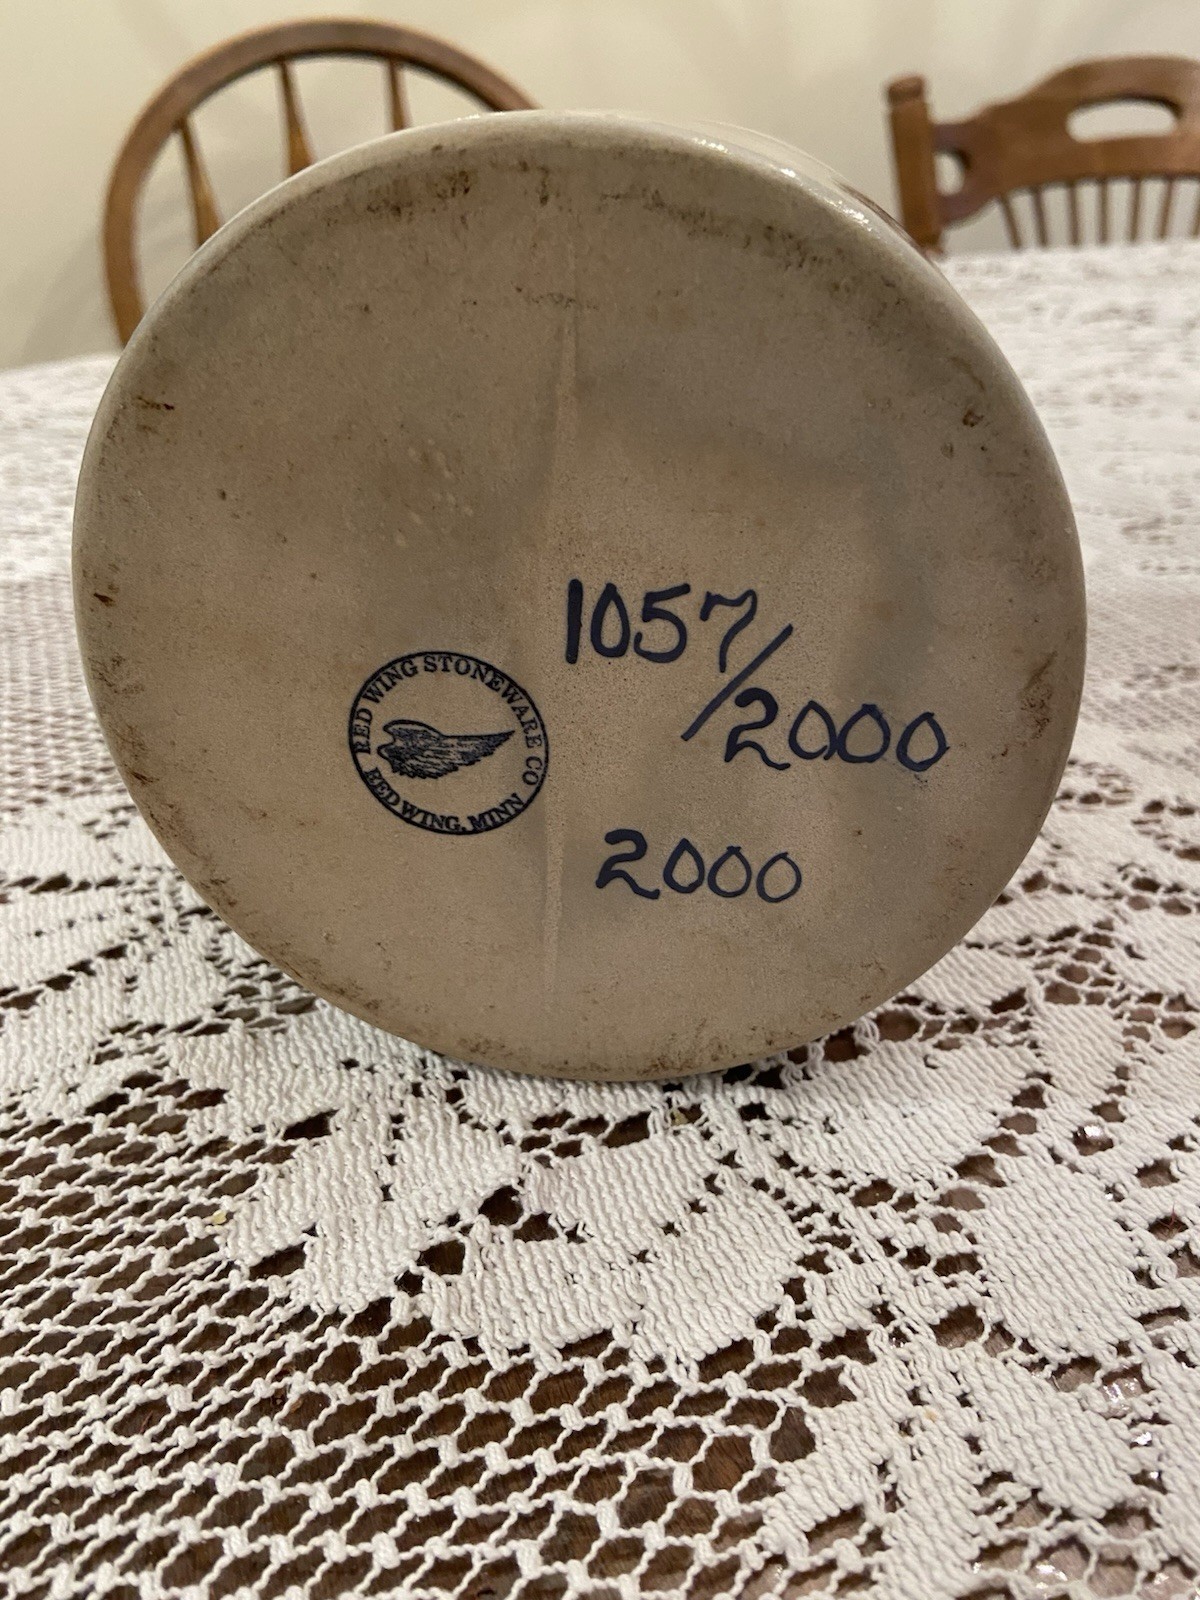 RED WING STONEWARE CO
RED WING, MINN
1057/2000
2000